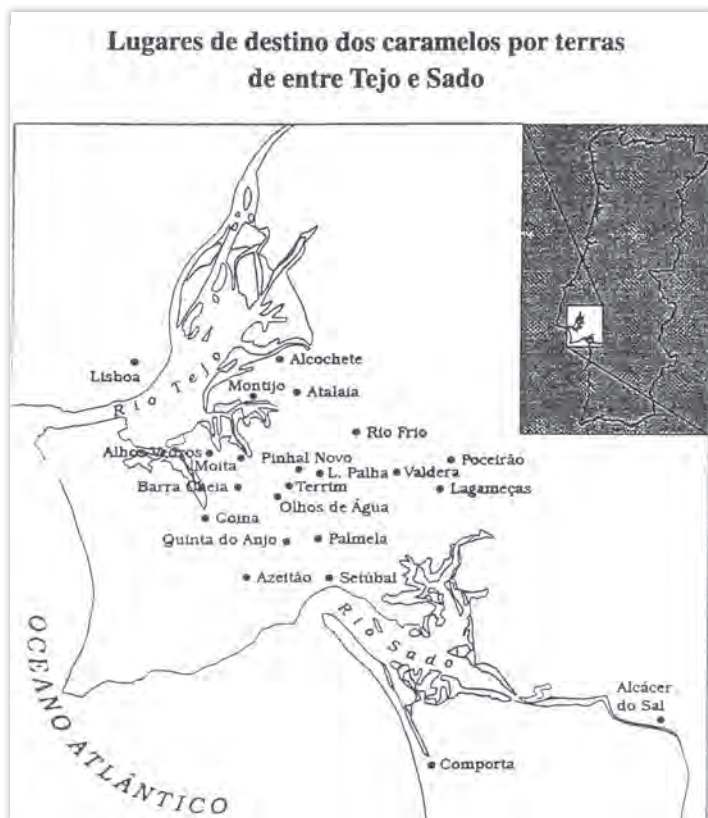 Lugares de destino dos caramelos por terras
de entre Tejo e Sado
Lisboa
Rio Tejo
Alcochete
Montijo
Atalaia
Rio Frio
Alhos Vedros
Moita
Pinhal Novo
L. Palha
Valdera
Poceirão
Barra Cheia
Terrim
Lagameças
Olhos de Água
Coina
Quinta do Anjo
Palmela
Azeitão
Setúbal
Rio Sado
Alcácer
do Sal
Comporta
OCEANO ATLÂNTICO